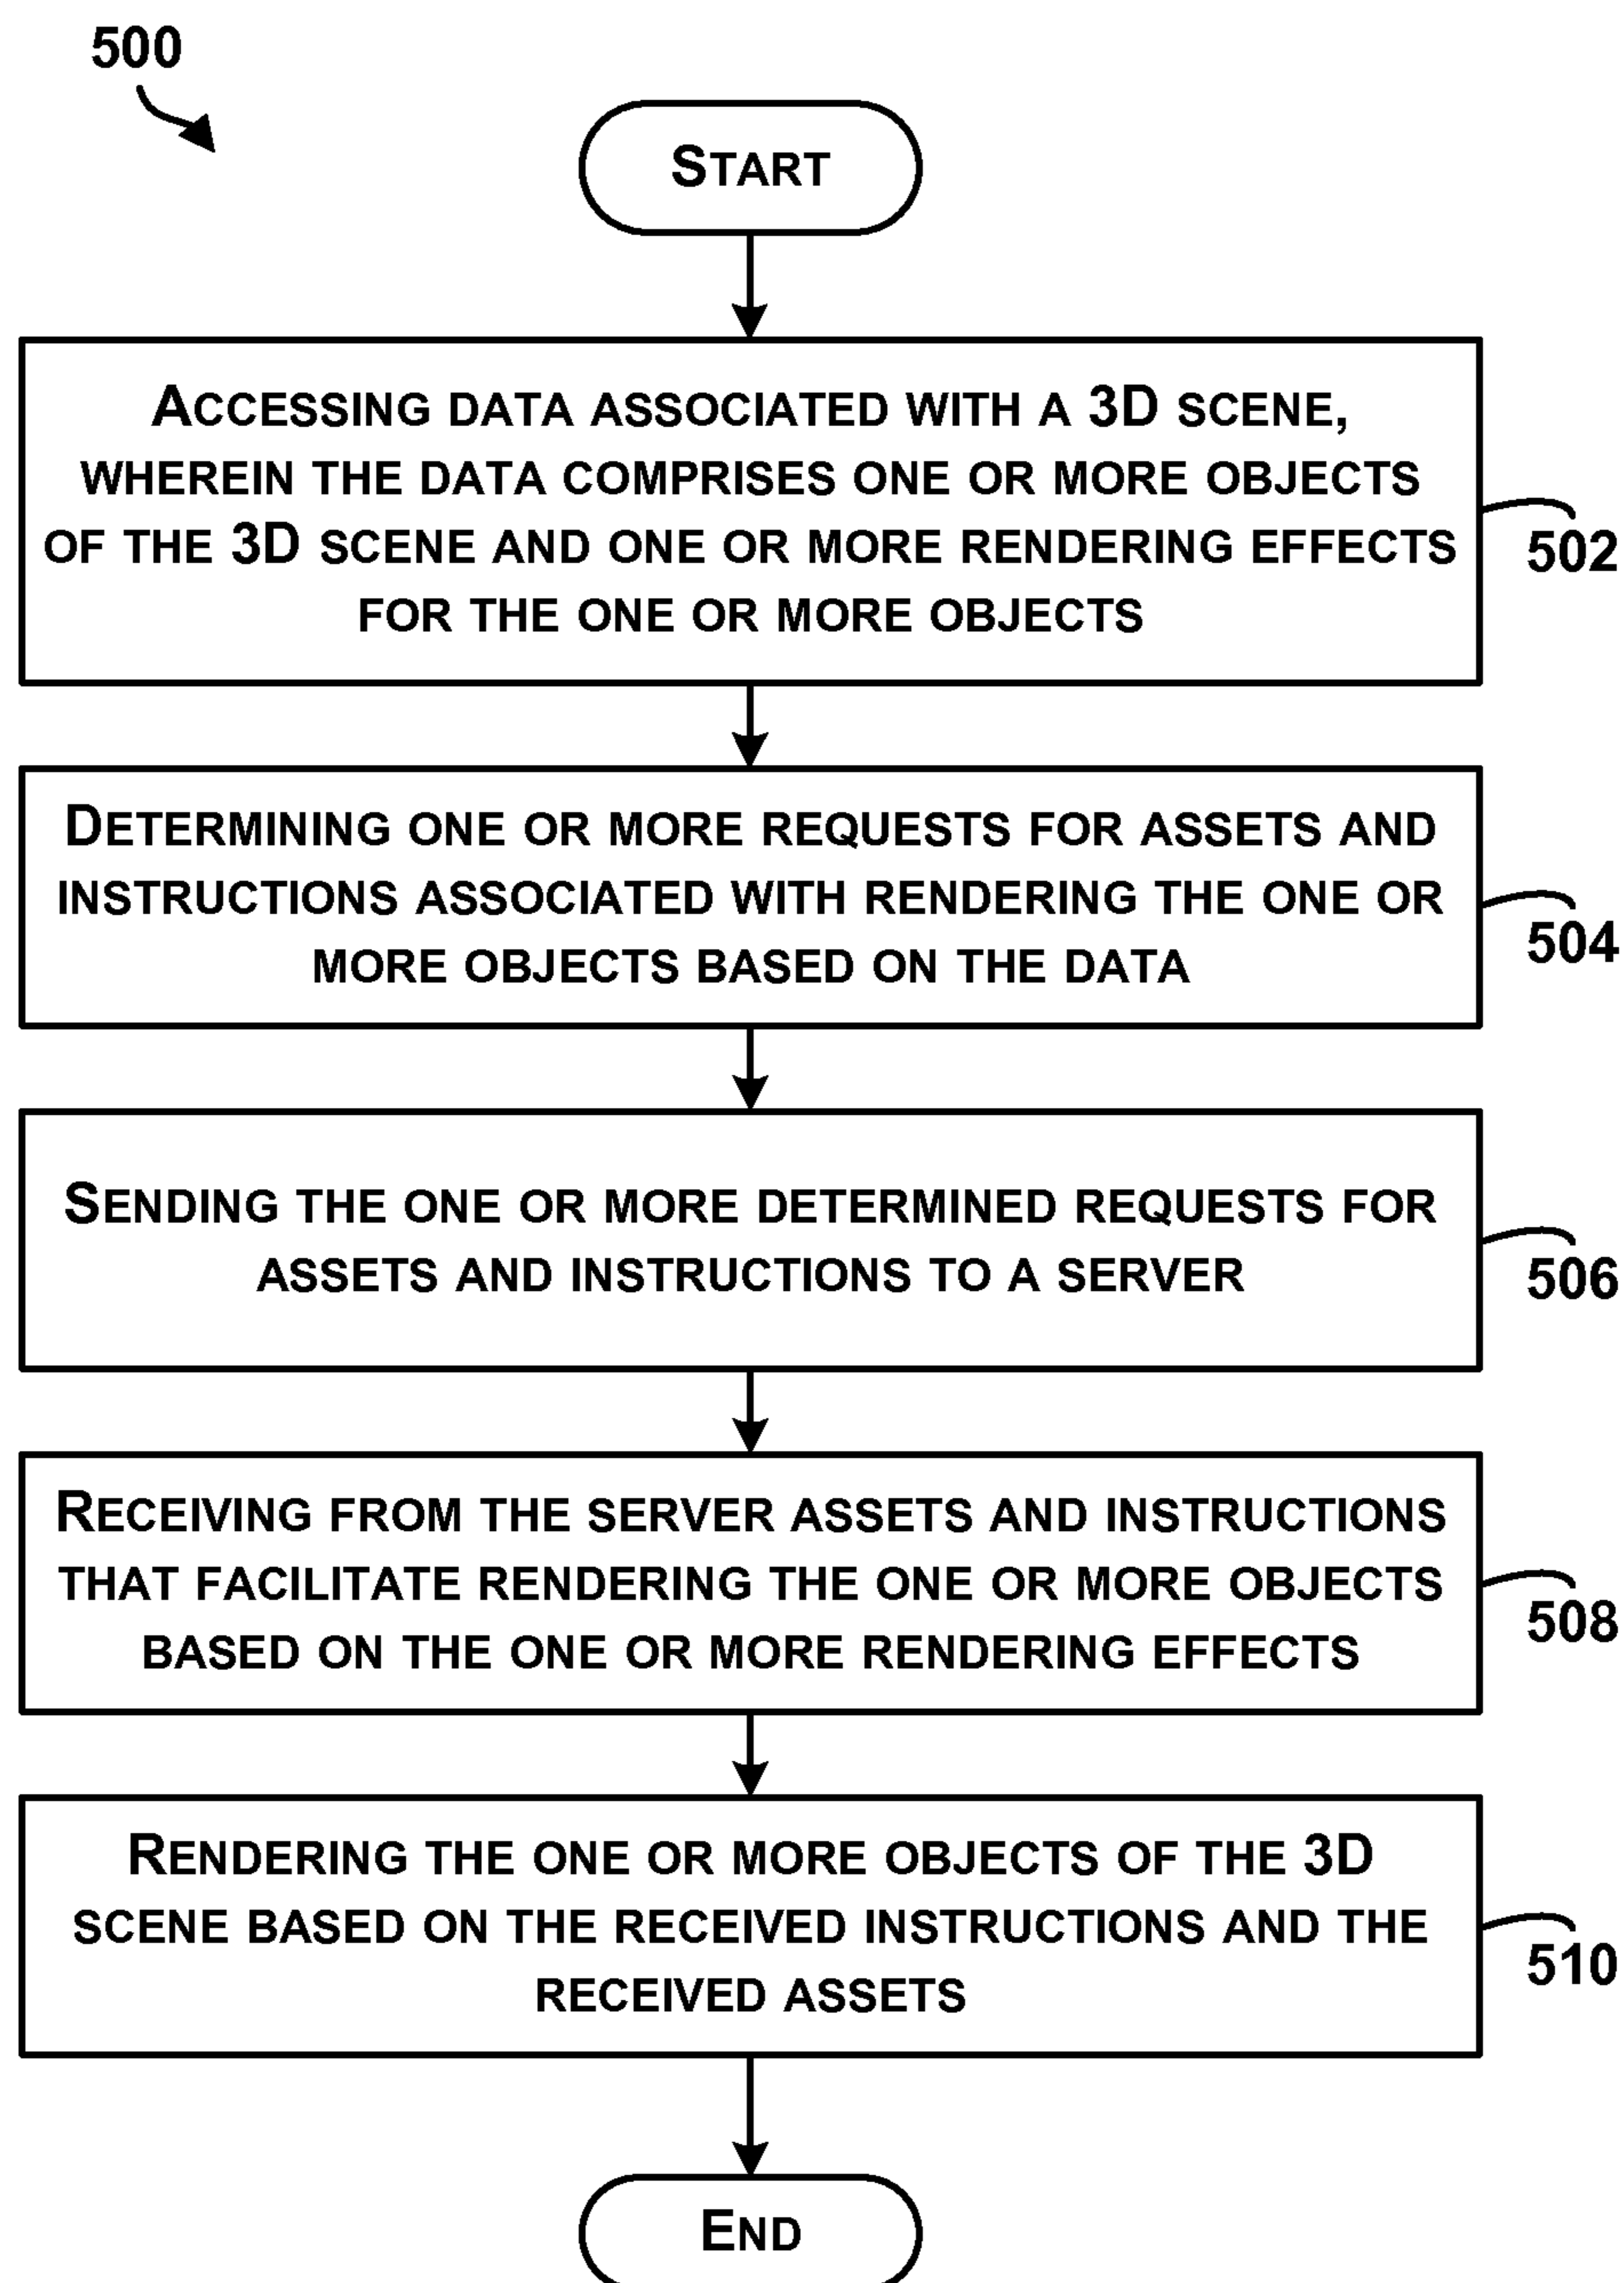 500
START
ACCESSING DATA ASSOCIATED WITH A 3D SCENE,
WHEREIN THE DATA COMPRISES ONE OR MORE OBJECTS
OF THE 3D SCENE AND ONE OR MORE RENDERING EFFECTS
FOR THE ONE OR MORE OBJECTS
502
DETERMINING ONE OR MORE REQUESTS FOR ASSETS AND
INSTRUCTIONS ASSOCIATED WITH RENDERING THE ONE OR
MORE OBJECTS BASED ON THE DATA
504
SENDING THE ONE OR MORE DETERMINED REQUESTS FOR
ASSETS AND INSTRUCTIONS TO A SERVER
506
RECEIVING FROM THE SERVER ASSETS AND INSTRUCTIONS
THAT FACILITATE RENDERING THE ONE OR MORE OBJECTS
BASED ON THE ONE OR MORE RENDERING EFFECTS
508
RENDERING THE ONE OR MORE OBJECTS OF THE 3D
SCENE BASED ON THE RECEIVED INSTRUCTIONS AND THE
RECEIVED ASSETS
510
END